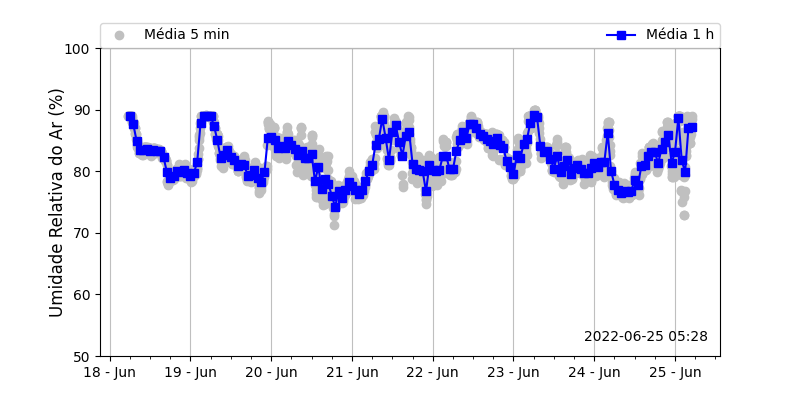 Média 5 min
Média 1 h
Umidade Relativa do Ar (%)
100
90
80
70
60
50
2022-06-25 05:28
18 - Jun
19 - Jun
20 - Jun
21 - Jun
22 - Jun
23 - Jun
24 - Jun
25 - Jun